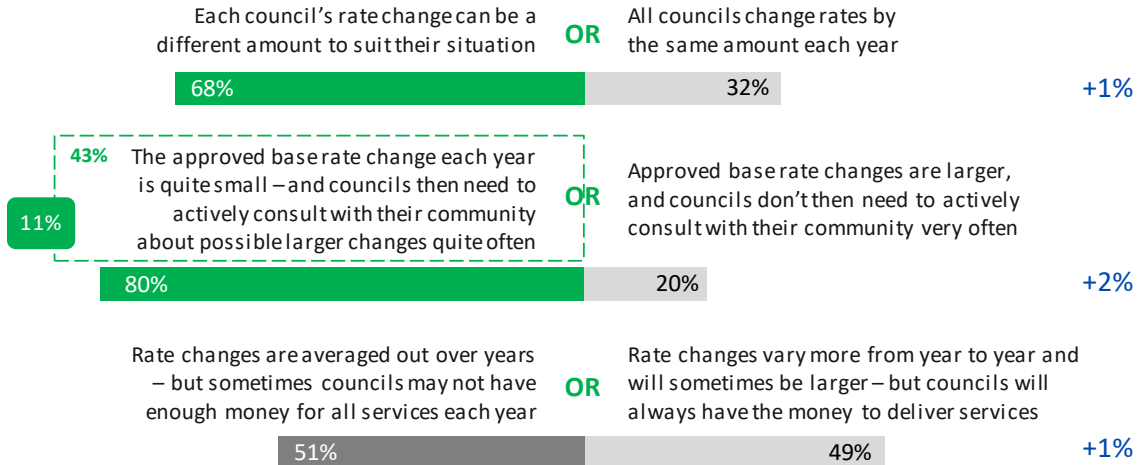 Each council's rate change can be a
different amount to suit their situation
OR
All councils change rates by
the same amount each year
68%
32%
+1%
43%
The approved base rate change each year
is quite small – and councils then need to
actively consult with their community
about possible larger changes quite often
11%
OR
Approved base rate changes are larger,
and councils don't then need to actively
consult with their community very often
80%
20%
+2%
Rate changes are averaged out over years
– but sometimes councils may not have
enough money for all services each year
OR
Rate changes vary more from year to year and
will sometimes be larger – but councils will
always have the money to deliver services
51%
49%
+1%